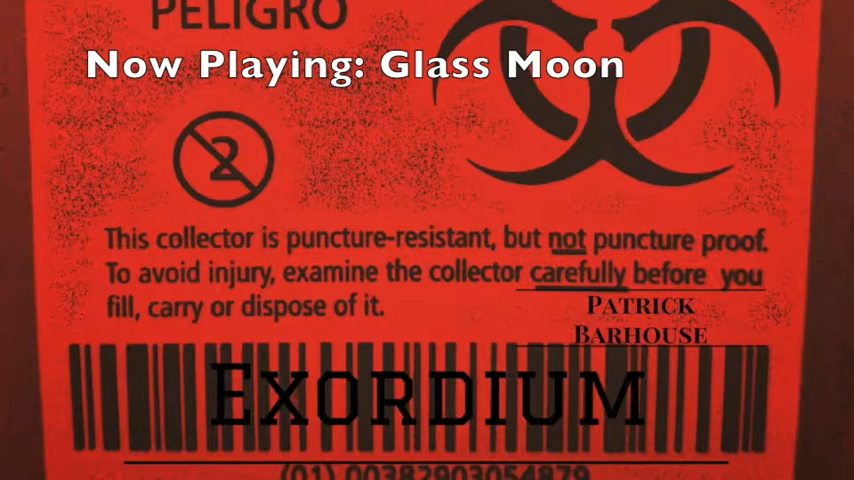 PELIGRO
Now Playing: Glass Moon
2
This collector is puncture-resistant, but not puncture proof.
To avoid injury, examine the collector carefully before you
fill, carry or dispose of it.
PATRICK
BARHOUSE
EXORDIUM
(01) 00382903054879